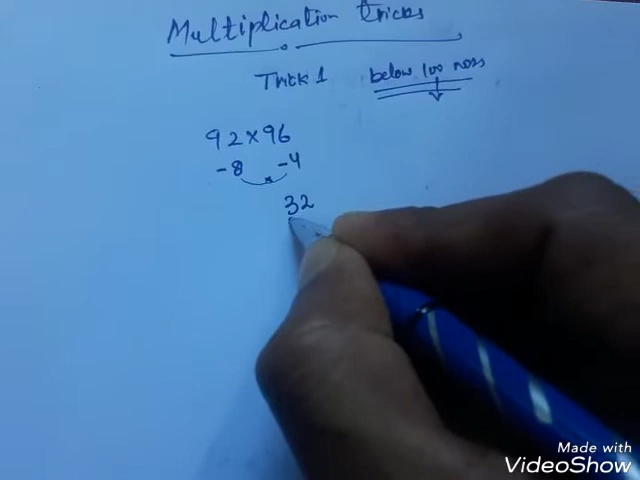 Multiplication tricks
Trick 1 below 100 nos
92 x 96
-8 -4
32
Made with
VideoShow